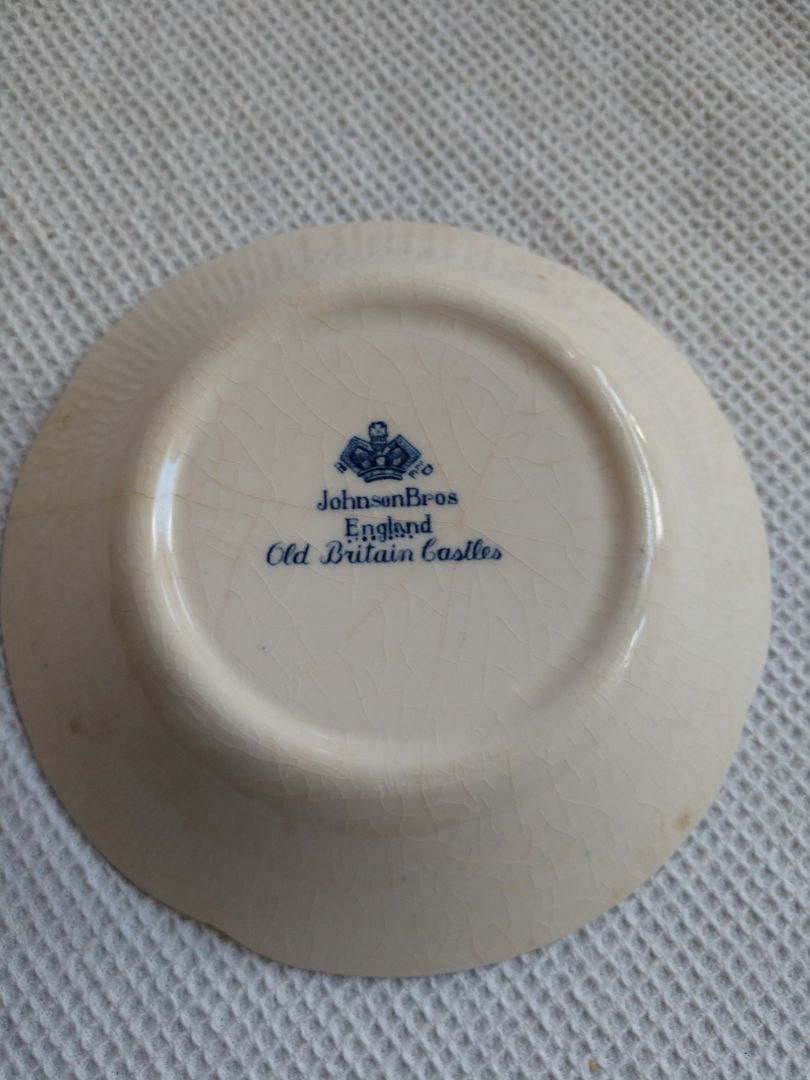 JohnsonBros
England
Old Britain Castles